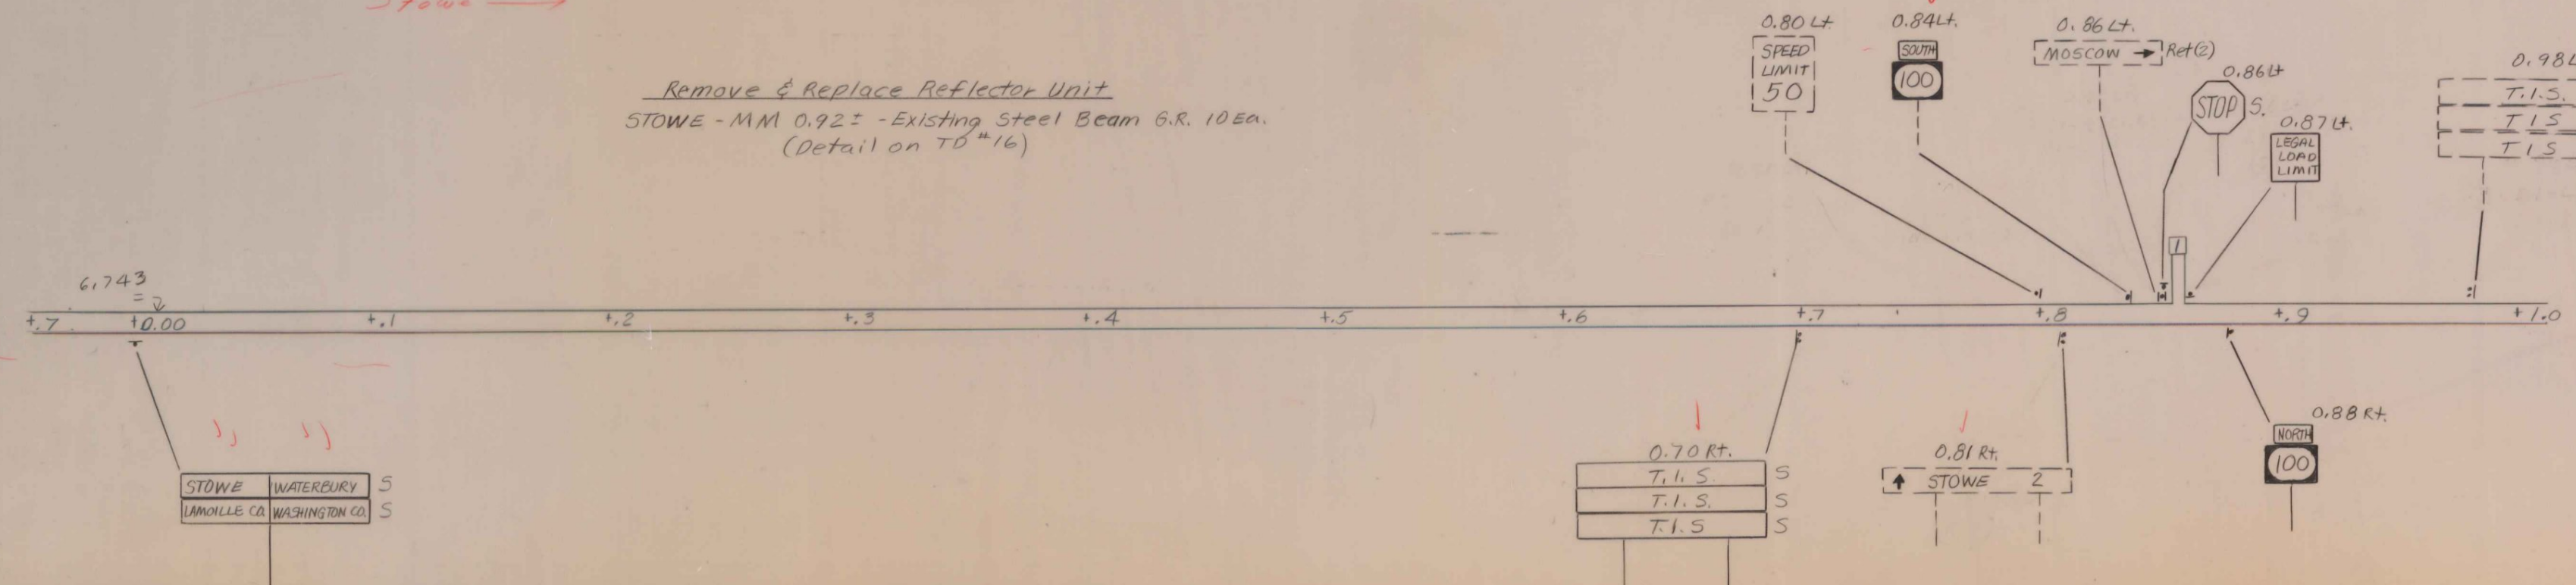 Stowe
Remove & Replace Reflector Unit
STOWE - MM 0.92± - Existing Steel Beam G.R. 10 Ea.
(Detail on TD #16)
0.80 Lt.
SPEED
LIMIT
50
0.84 Lt.
SOUTH
100
0.86 Lt.
MOSCOW → Ret(2)
0.86 Lt
STOP S.
0.87 Lt.
LEGAL
LOAD
LIMIT
0.98 L
T.I.S.
T I S
T I S
1
6.743
=
+.7 +0.00 +.1 +.2 +.3 +.4 +.5 +.6 +.7 +.8 +.9 +1.0
STOWE WATERBURY S
LAMOILLE CO. WASHINGTON CO. S
0.70 Rt.
T.I.S. S
T.I.S. S
T.I.S S
0.81 Rt.
↑ STOWE 2
0.88 Rt.
NORTH
100